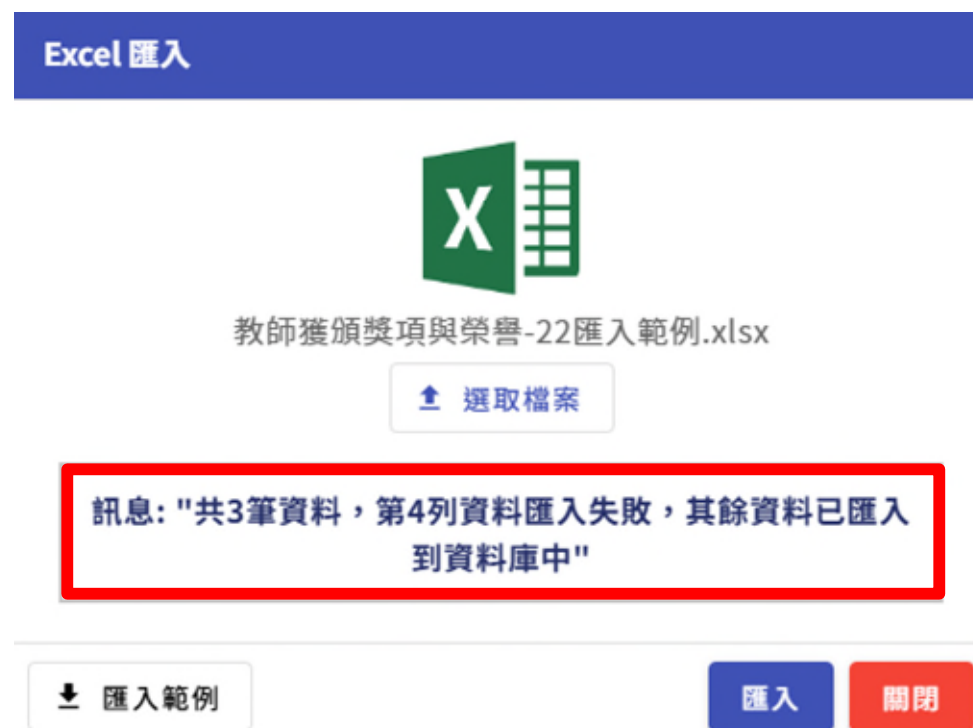 Excel 匯入
X
教師獲頒獎項與榮譽-22匯入範例.xlsx
選取檔案
訊息: "共3筆資料，第4列資料匯入失敗，其餘資料已匯入
到資料庫中"
匯入範例
匯入
關閉